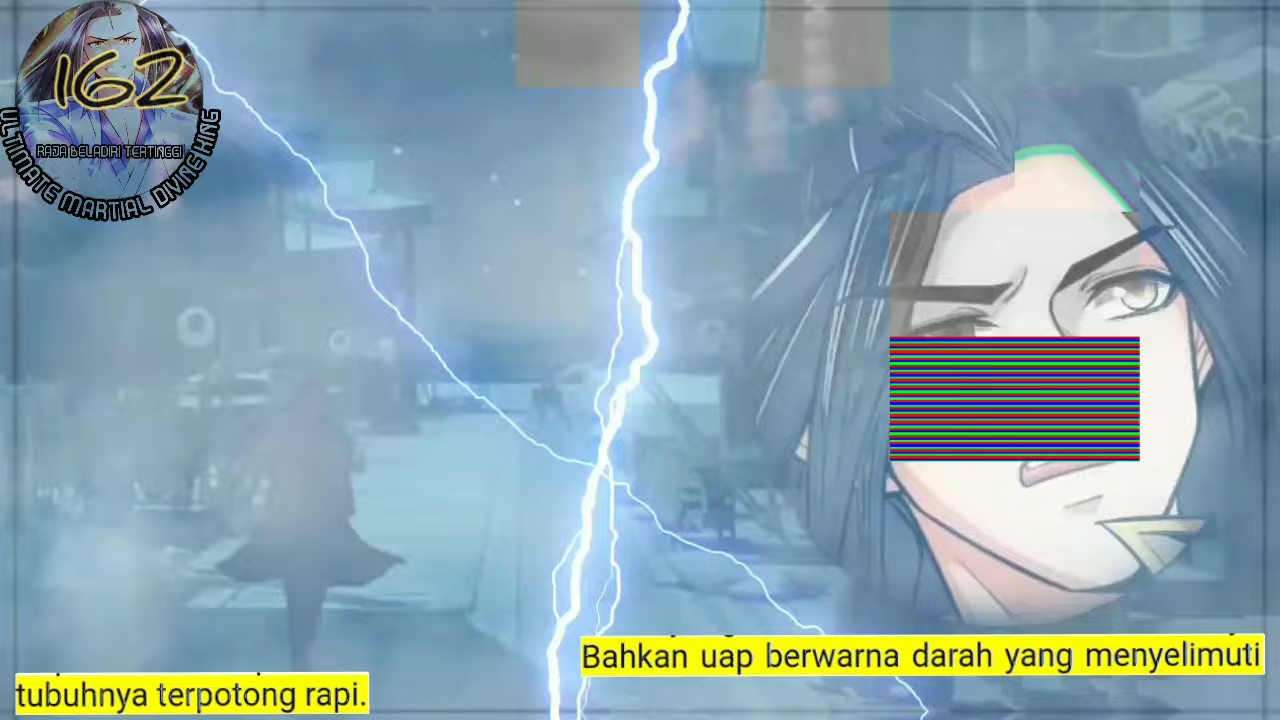 162
RAJA BELADIRI TERTINGGI
ULTIMATE MARTIAL DIVINE KING
Bahkan uap berwarna darah yang menyelimuti
tubuhnya terpotong rapi.